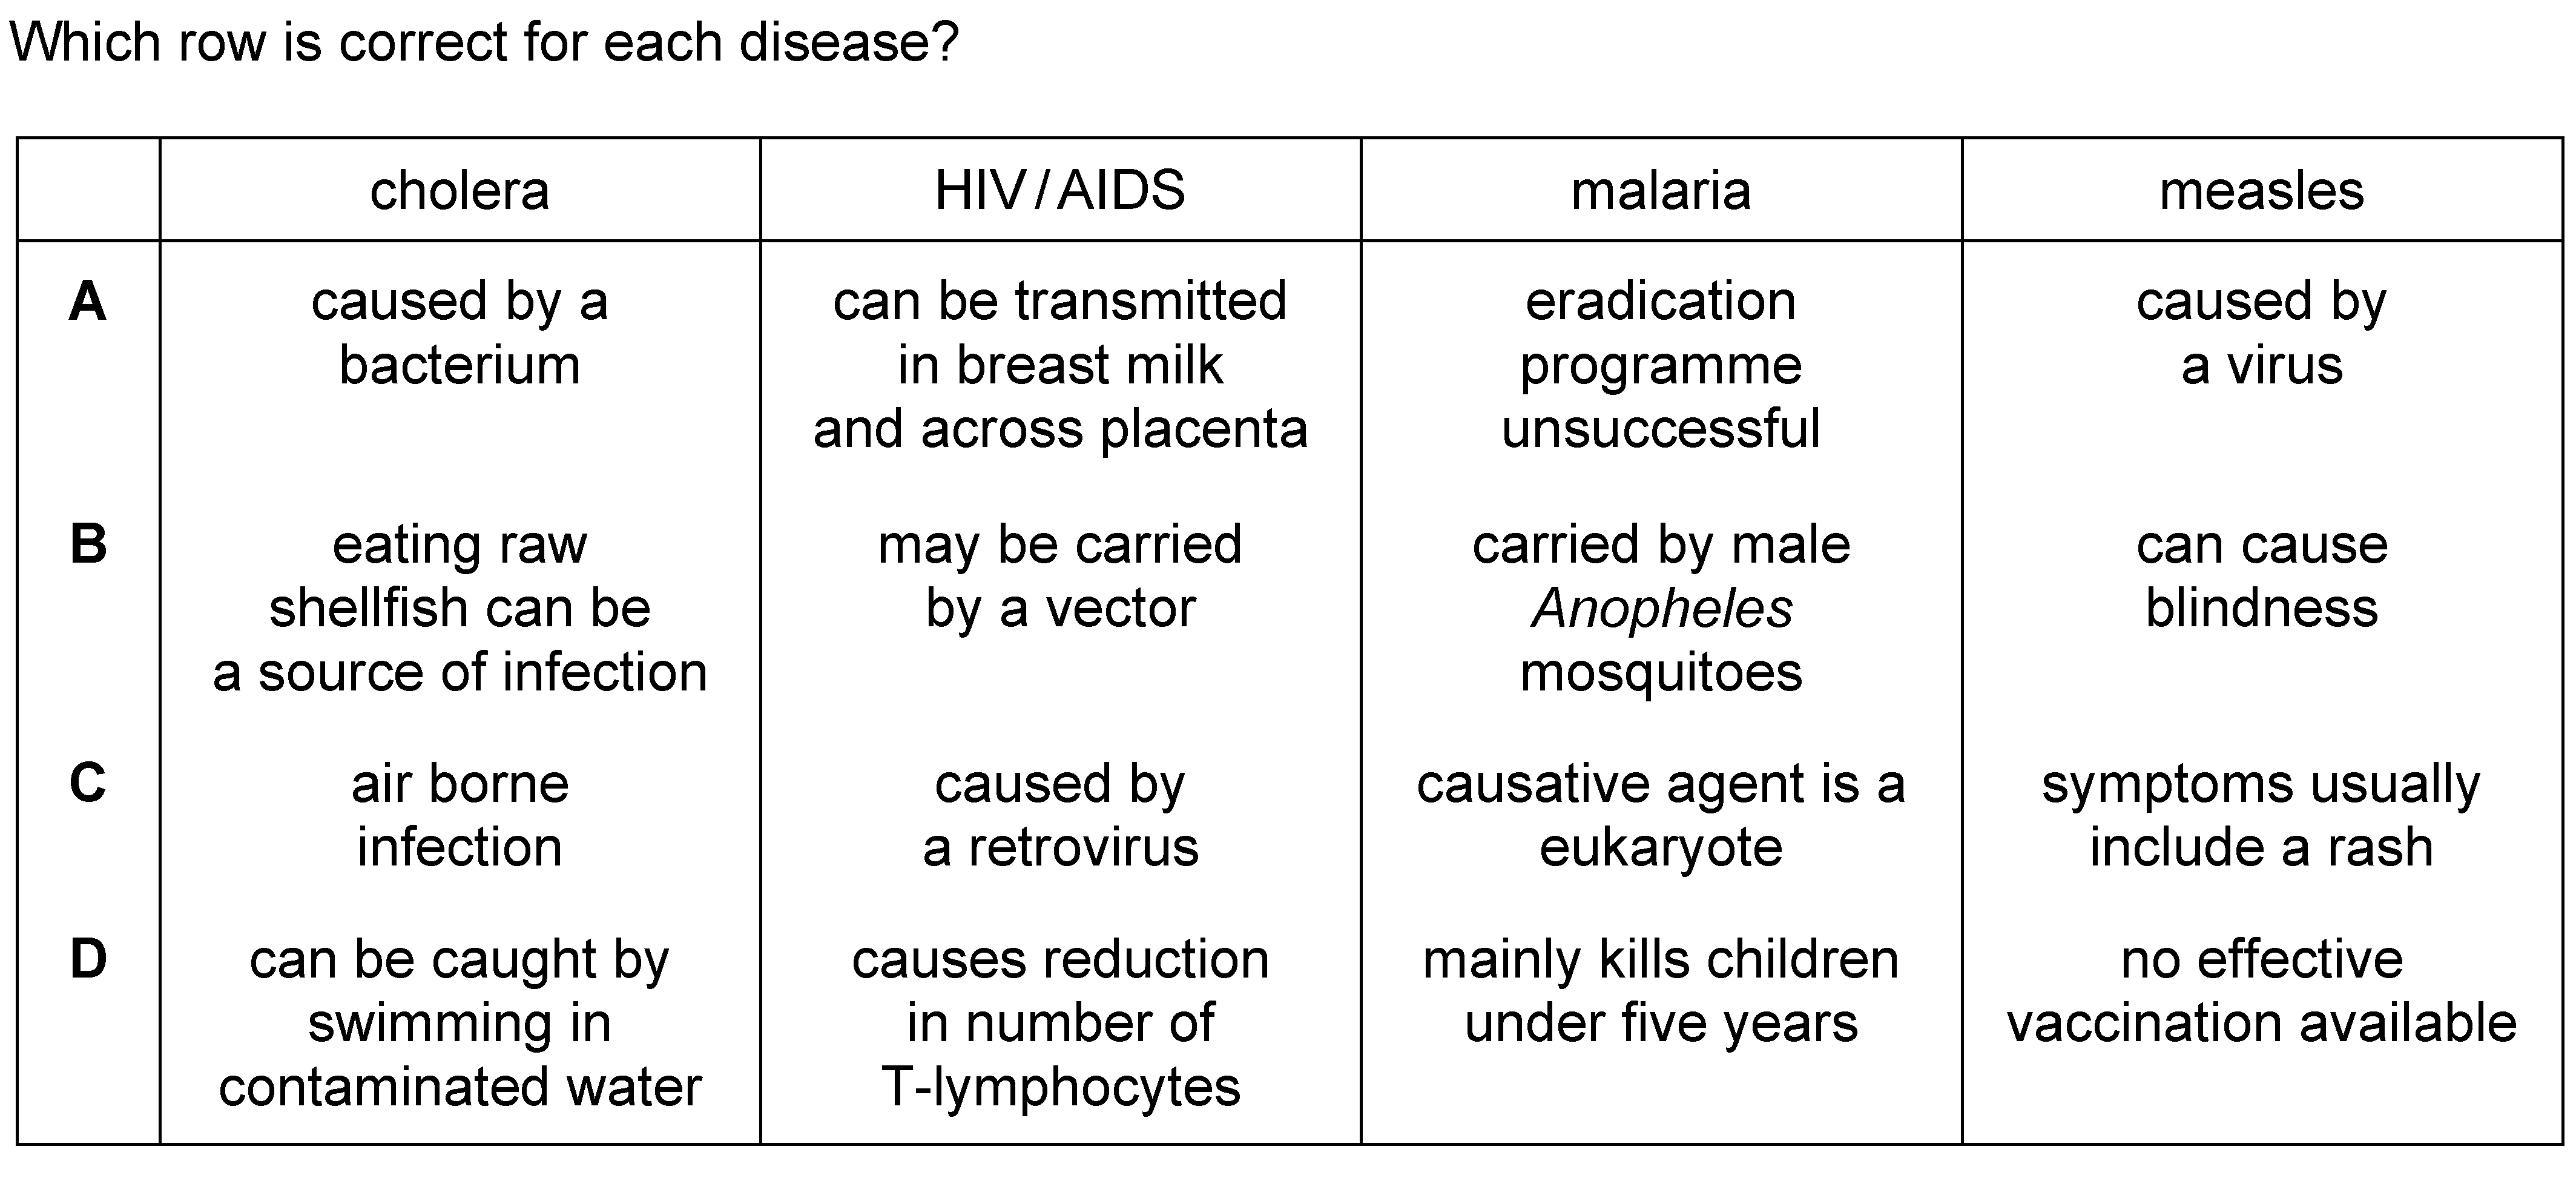 Which row is correct for each disease?
cholera HIV / AIDS malaria measles
A caused by a can be transmitted eradication caused by
bacterium in breast milk programme a virus
and across placenta unsuccessful
B eating raw may be carried carried by male can cause
shellfish can be by a vector Anopheles blindness
a source of infection mosquitoes
C air borne caused by causative agent is a symptoms usually
infection a retrovirus eukaryote include a rash
D can be caught by causes reduction mainly kills children no effective
swimming in in number of under five years vaccination available
contaminated water T-lymphocytes